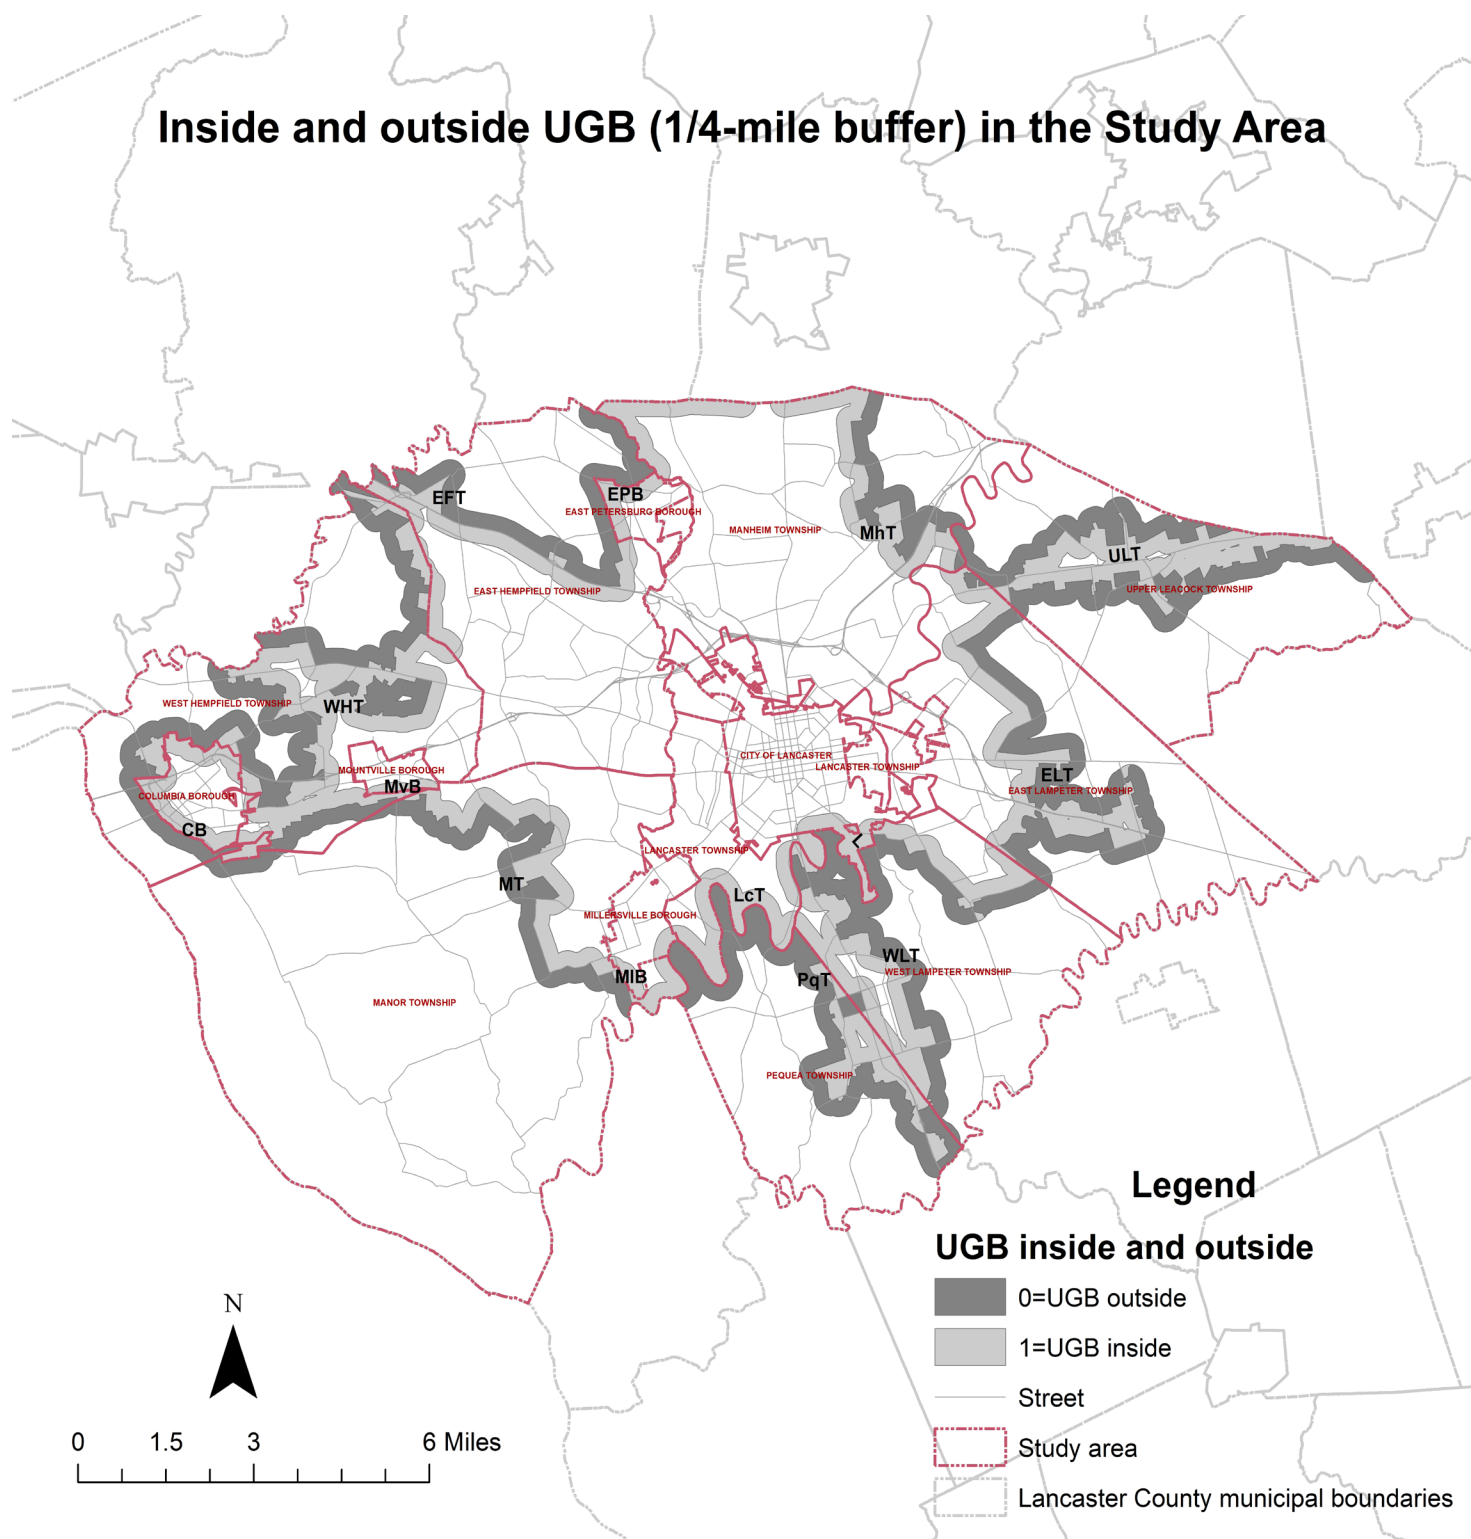 Inside and outside UGB (1/4-mile buffer) in the Study Area
EFT
EPB
EAST PETERSBURG BOROUGH
MANHEIM TOWNSHIP
MhT
ULT
UPPER LEACOCK TOWNSHIP
EAST HEMPFIELD TOWNSHIP
WEST HEMPFIELD TOWNSHIP
WHT
CITY OF LANCASTER
LANCASTER TOWNSHIP
MOUNTVILLE BOROUGH
MvB
ELT
EAST LAMPETER TOWNSHIP
COLUMBIA BOROUGH
CB
L
LANCASTER TOWNSHIP
MT
LcT
MILLERSVILLE BOROUGH
WLT
WEST LAMPETER TOWNSHIP
MlB
PqT
MANOR TOWNSHIP
PEQUEA TOWNSHIP
Legend
UGB inside and outside
0=UGB outside
1=UGB inside
Street
Study area
Lancaster County municipal boundaries
N
0 1.5 3 6 Miles